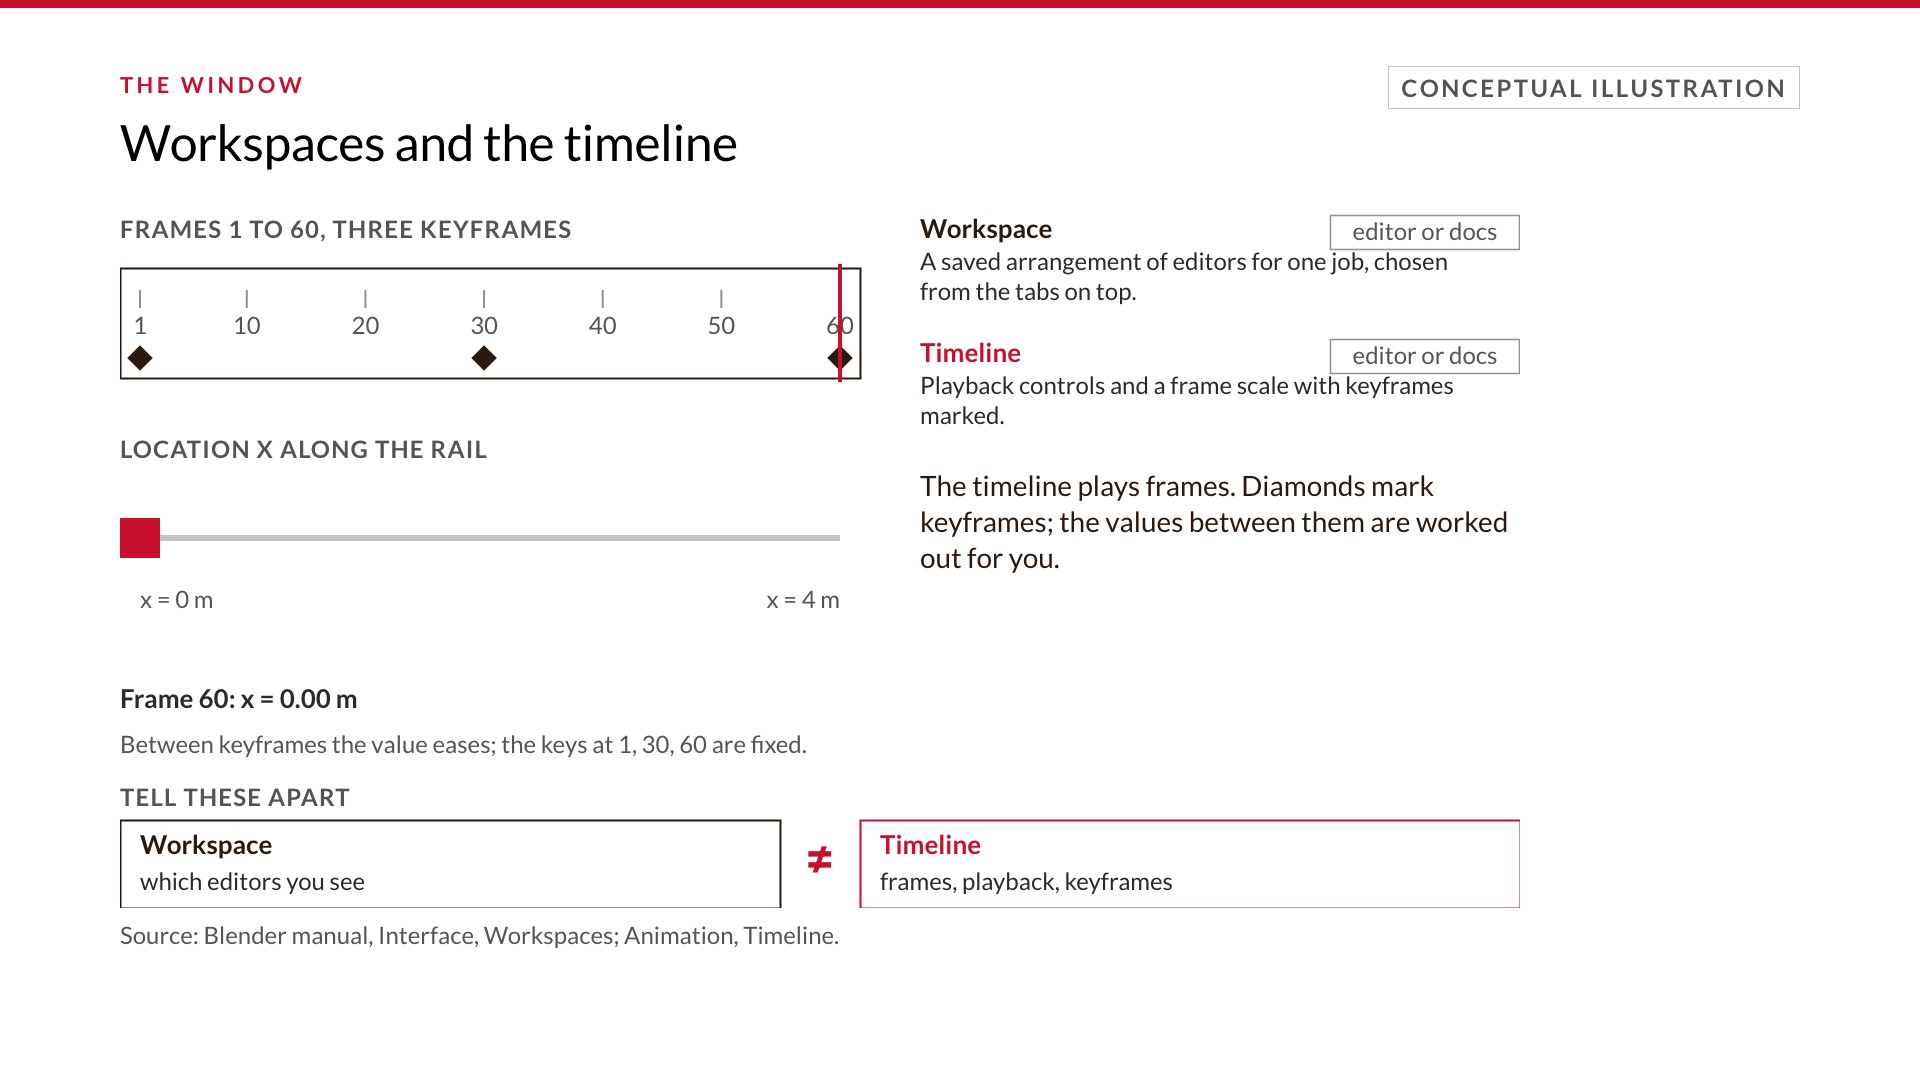 THE WINDOW
CONCEPTUAL ILLUSTRATION
Workspaces and the timeline
FRAMES 1 TO 60, THREE KEYFRAMES
1 10 20 30 40 50 60
LOCATION X ALONG THE RAIL
x = 0 m x = 4 m
Frame 60: x = 0.00 m
Between keyframes the value eases; the keys at 1, 30, 60 are fixed.
Workspace
editor or docs
A saved arrangement of editors for one job, chosen
from the tabs on top.
Timeline
editor or docs
Playback controls and a frame scale with keyframes
marked.
The timeline plays frames. Diamonds mark
keyframes; the values between them are worked
out for you.
TELL THESE APART
Workspace
which editors you see
≠
Timeline
frames, playback, keyframes
Source: Blender manual, Interface, Workspaces; Animation, Timeline.